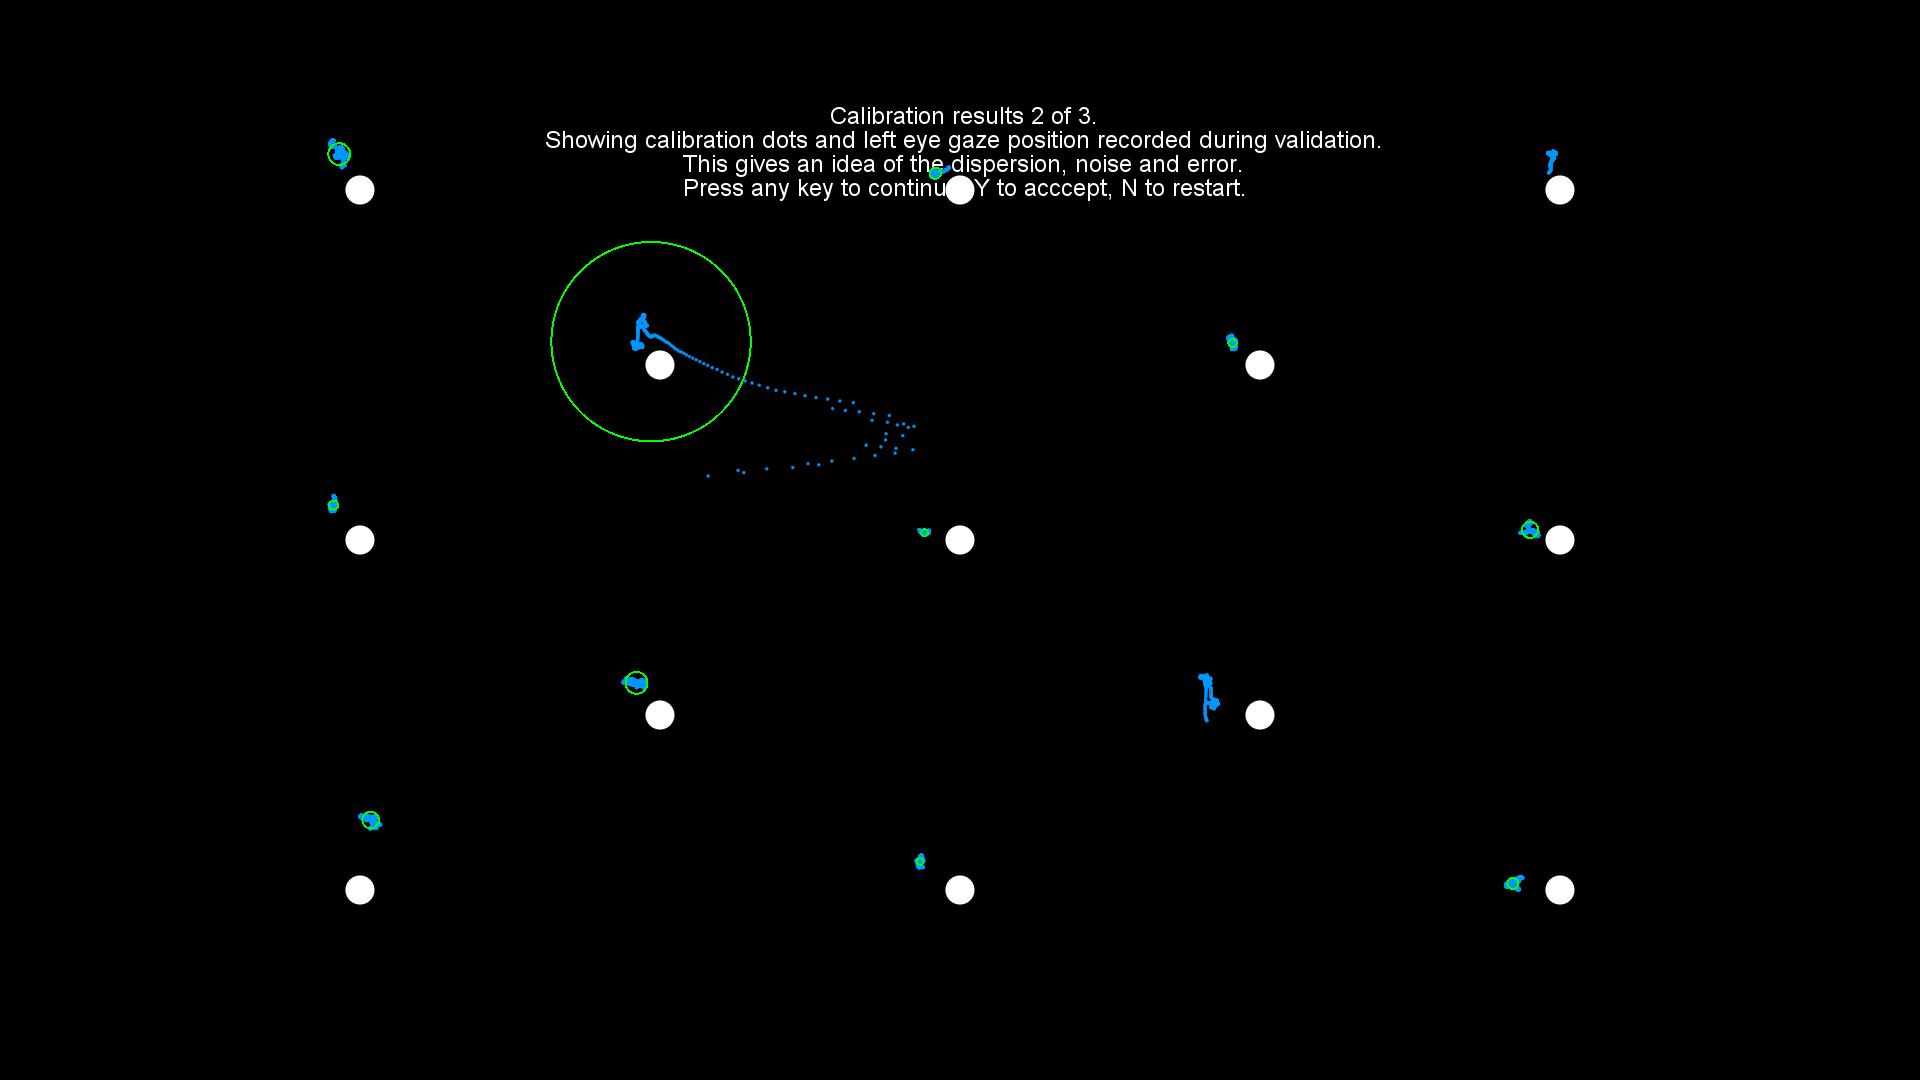 Calibration results 2 of 3.
Showing calibration dots and left eye gaze position recorded during validation.
This gives an idea of the dispersion, noise and error.
Press any key to continu Y to acccept, N to restart.